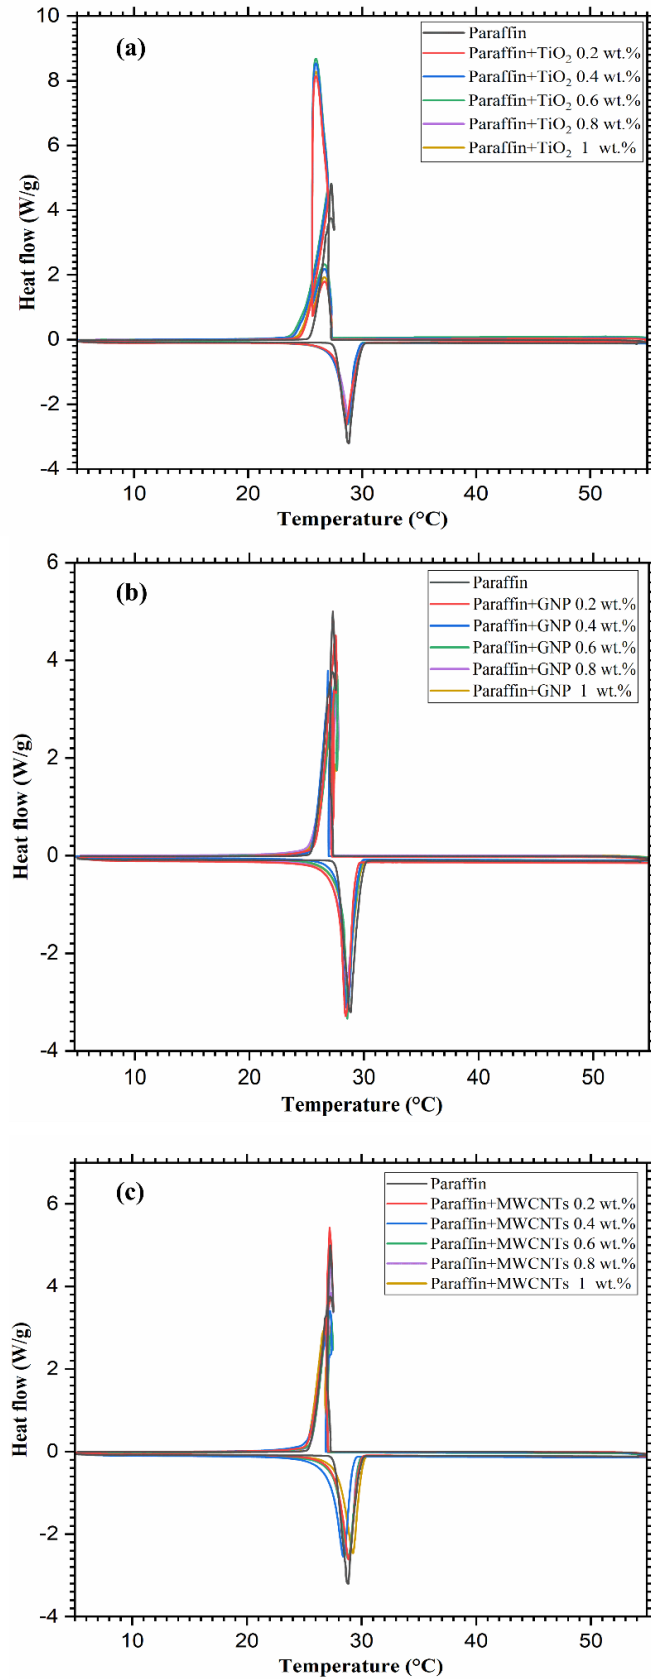 (a)
Paraffin
Paraffin+TiO₂ 0.2 wt.%
Paraffin+TiO₂ 0.4 wt.%
Paraffin+TiO₂ 0.6 wt.%
Paraffin+TiO₂ 0.8 wt.%
Paraffin+TiO₂ 1 wt.%
Heat flow (W/g)
10
8
6
4
2
0
-2
-4
10 20 30 40 50
Temperature (°C)
(b)
Paraffin
Paraffin+GNP 0.2 wt.%
Paraffin+GNP 0.4 wt.%
Paraffin+GNP 0.6 wt.%
Paraffin+GNP 0.8 wt.%
Paraffin+GNP 1 wt.%
Heat flow (W/g)
6
4
2
0
-2
-4
10 20 30 40 50
Temperature (°C)
(c)
Paraffin
Paraffin+MWCNTs 0.2 wt.%
Paraffin+MWCNTs 0.4 wt.%
Paraffin+MWCNTs 0.6 wt.%
Paraffin+MWCNTs 0.8 wt.%
Paraffin+MWCNTs 1 wt.%
Heat flow (W/g)
6
4
2
0
-2
-4
10 20 30 40 50
Temperature (°C)